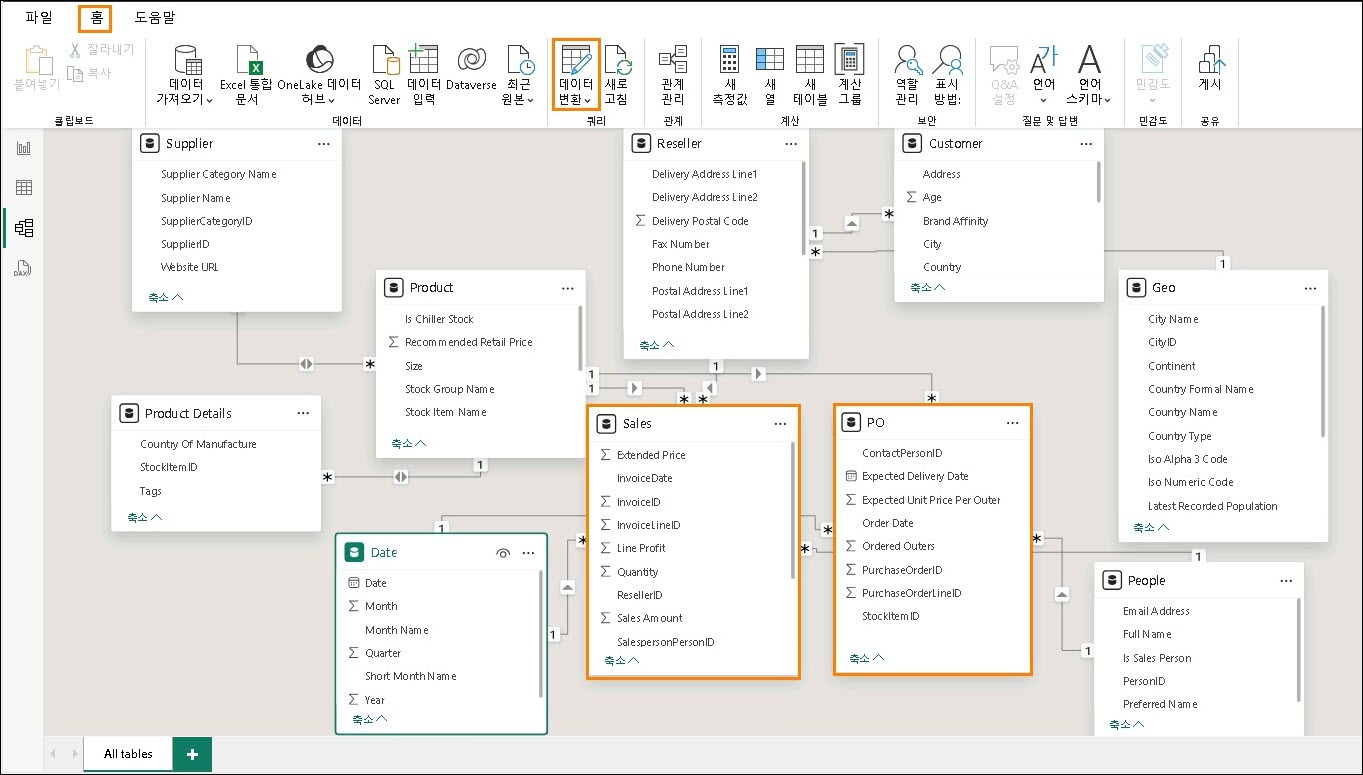 파일
홈
도움말
붙여넣기
잘라내기
복사
데이터
가져오기
Excel 통합
문서
OneLake 데이터
허브
SQL
Server
데이터
입력
Dataverse
최근
원본
데이터
변환
새로
고침
관계
관리
새
측정값
새
열
새
테이블
계산
그룹
역할
관리
표시
방법:
Q&A
설정
언어
언어
스키마
민감도
게시
클립보드
데이터
쿼리
관계
계산
보안
질문 및 답변
민감도
공유
DAX
Supplier
Supplier Category Name
Supplier Name
SupplierCategoryID
SupplierID
Website URL
축소
Reseller
Delivery Address Line1
Delivery Address Line2
Delivery Postal Code
Fax Number
Phone Number
Postal Address Line1
Postal Address Line2
축소
Customer
Address
Age
Brand Affinity
City
Country
축소
1
*
*
1
Product
Is Chiller Stock
Recommended Retail Price
Size
Stock Group Name
Stock Item Name
축소
Geo
City Name
CityID
Continent
Country Formal Name
Country Name
Country Type
Iso Alpha 3 Code
Iso Numeric Code
Latest Recorded Population
축소
*
1
1
1
*
*
*
Product Details
Country Of Manufacture
StockItemID
Tags
축소
*
1
Sales
Extended Price
InvoiceDate
InvoiceID
InvoiceLineID
Line Profit
Quantity
ResellerID
Sales Amount
SalespersonPersonID
축소
PO
ContactPersonID
Expected Delivery Date
Expected Unit Price Per Outer
Order Date
Ordered Outers
PurchaseOrderID
PurchaseOrderLineID
StockItemID
축소
1
*
*
*
*
1
1
1
Date
Date
Month
Month Name
Quarter
Short Month Name
Year
축소
People
Email Address
Full Name
Is Sales Person
PersonID
Preferred Name
축소
All tables
+